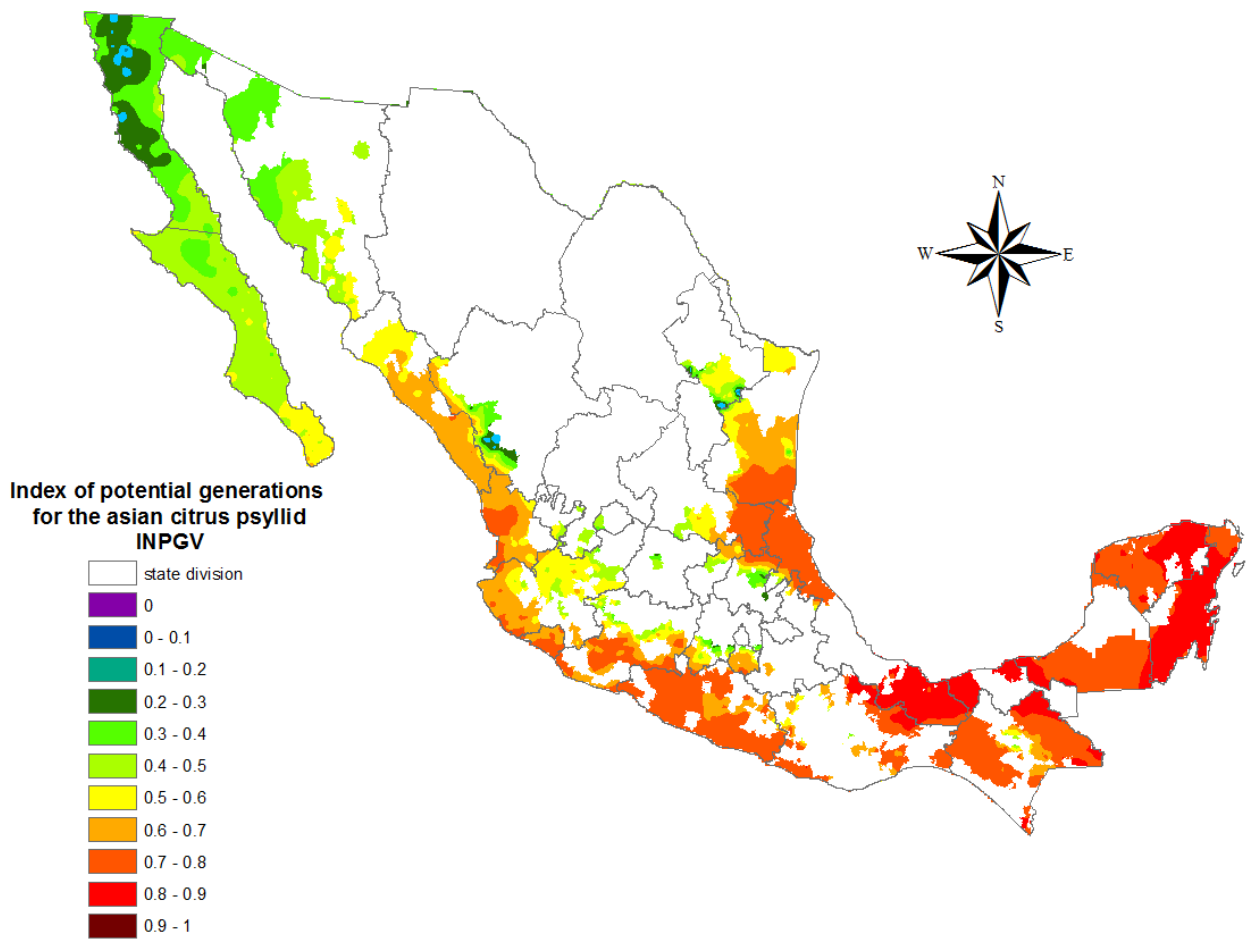 N
W
E
S
Index of potential generations
for the asian citrus psyllid
INPGV
state division
0
0 - 0.1
0.1 - 0.2
0.2 - 0.3
0.3 - 0.4
0.4 - 0.5
0.5 - 0.6
0.6 - 0.7
0.7 - 0.8
0.8 - 0.9
0.9 - 1